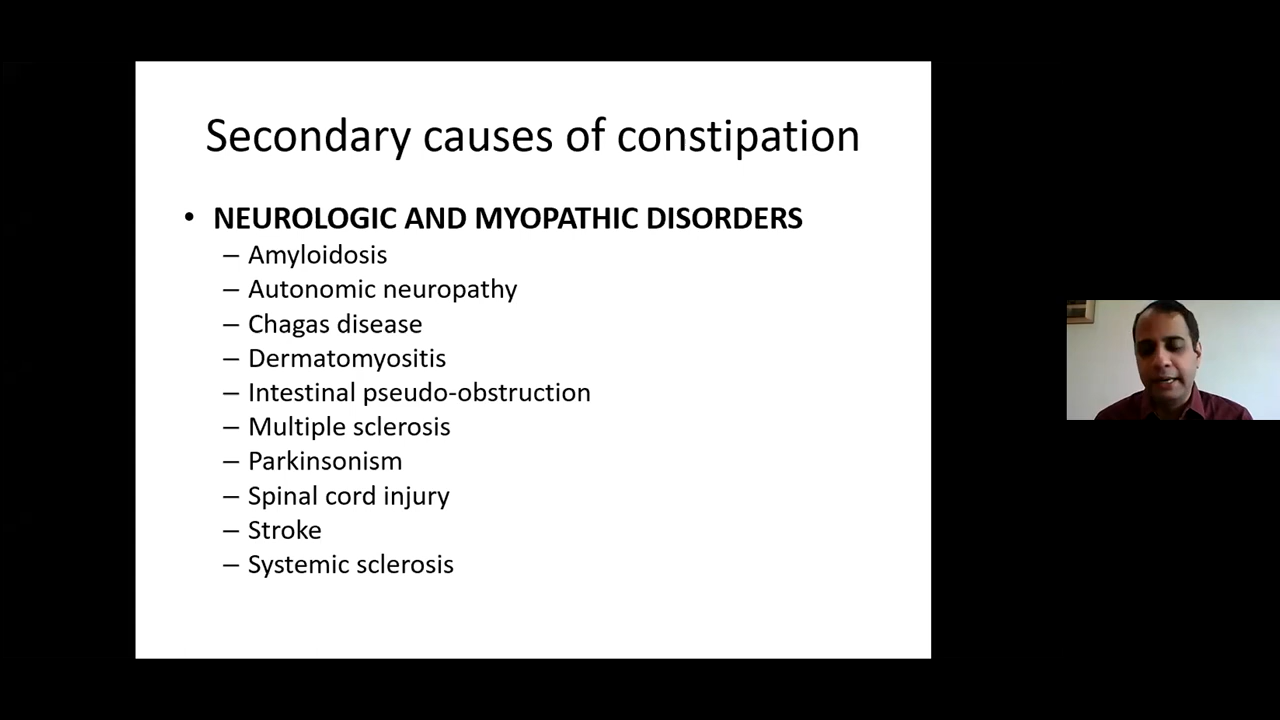 Secondary causes of constipation
• NEUROLOGIC AND MYOPATHIC DISORDERS
– Amyloidosis
– Autonomic neuropathy
– Chagas disease
– Dermatomyositis
– Intestinal pseudo-obstruction
– Multiple sclerosis
– Parkinsonism
– Spinal cord injury
– Stroke
– Systemic sclerosis